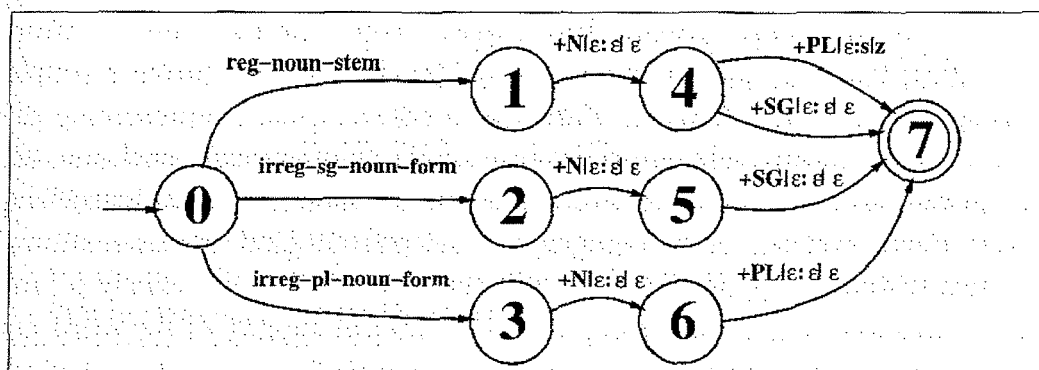 +N|ε: ε| ε
+PL|ε:s|z
reg–noun–stem
1
4
+SG|ε: ε| ε
7
irreg–sg–noun–form
+N|ε: ε| ε
0
2
5
+SG|ε: ε| ε
irreg–pl–noun–form
+N|ε: ε| ε
+PL|ε: ε| ε
3
6